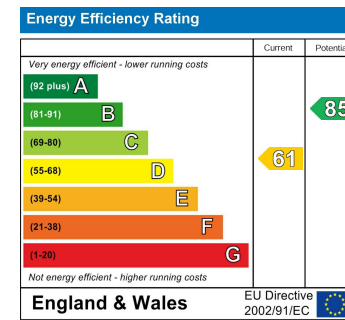 Energy Efficiency Rating
Current Potentia
Very energy efficient - lower running costs
(92 plus) A
(81-91) B
85
(69-80) C
(55-68) D
61
(39-54) E
(21-38) F
(1-20) G
Not energy efficient - higher running costs
England & Wales
EU Directive
2002/91/EC